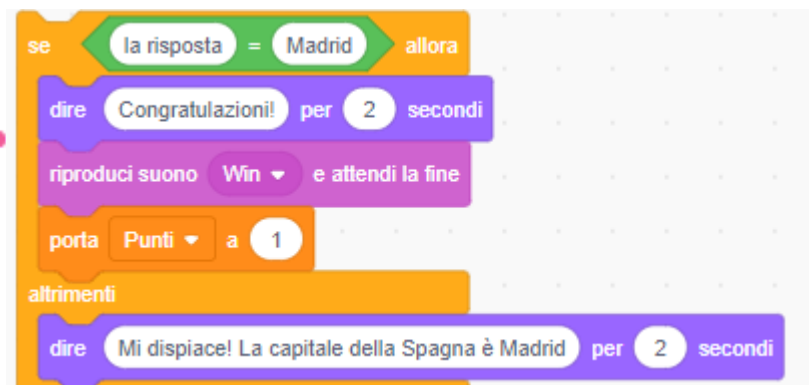 se la risposta = Madrid allora
dire Congratulazioni! per 2 secondi
riproduci suono Win e attendi la fine
porta Punti a 1
altrimenti
dire Mi dispiace! La capitale della Spagna è Madrid per 2 secondi